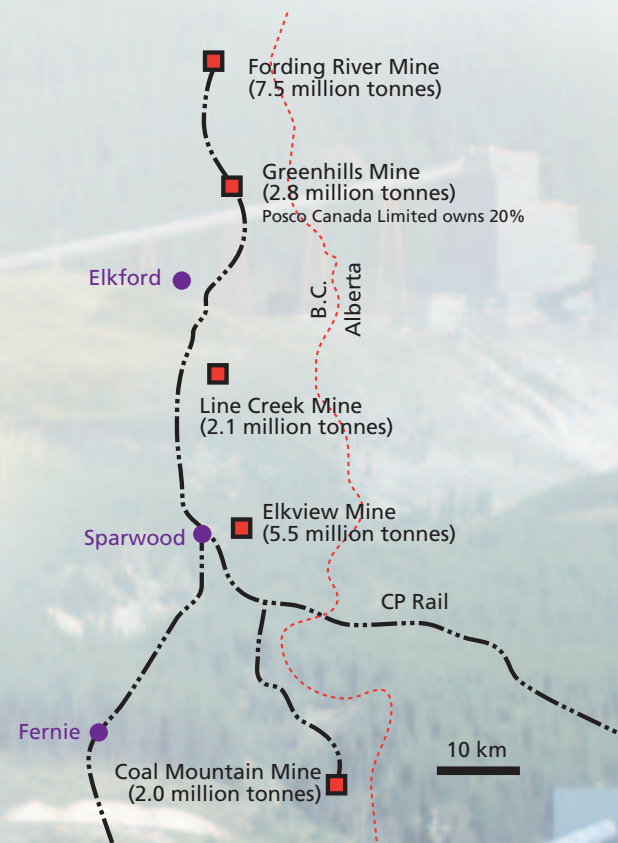 Fording River Mine
(7.5 million tonnes)
Greenhills Mine
(2.8 million tonnes)
Posco Canada Limited owns 20%
Elkford
B.C.
Alberta
Line Creek Mine
(2.1 million tonnes)
Elkview Mine
(5.5 million tonnes)
Sparwood
CP Rail
Fernie
10 km
Coal Mountain Mine
(2.0 million tonnes)